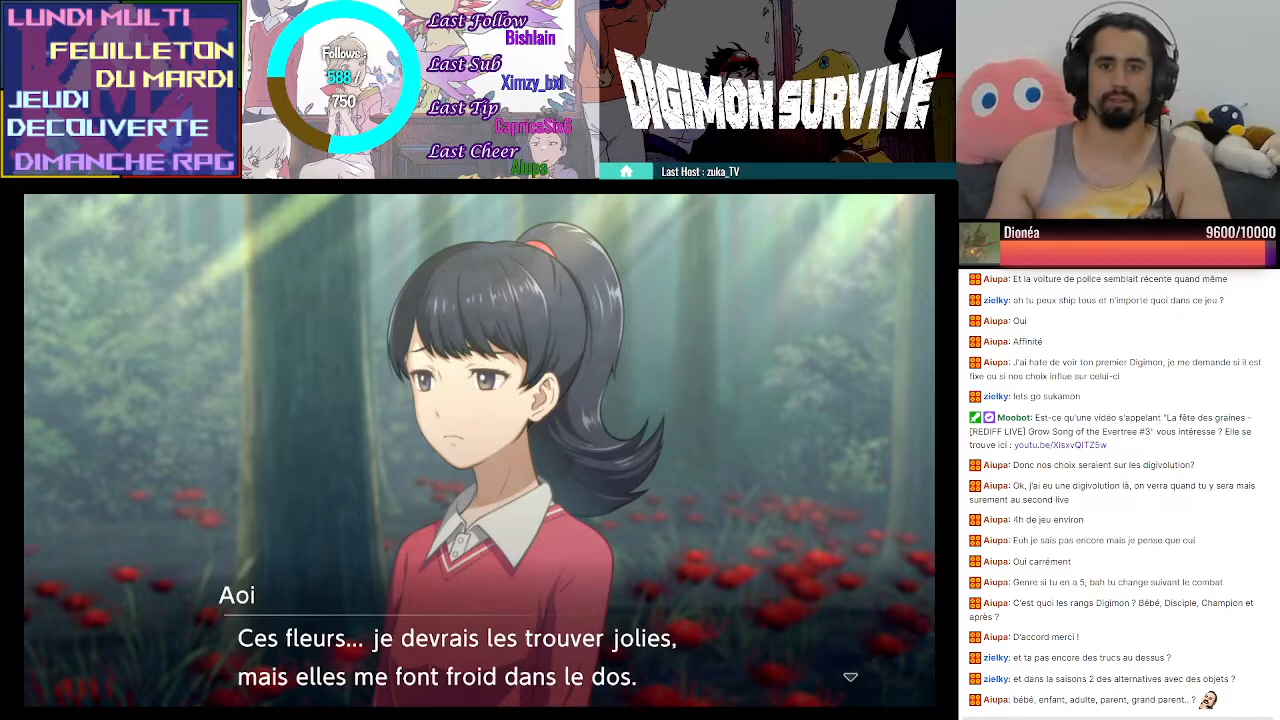 LUNDI MULTI
FEUILLETON
DU MARDI
JEUDI
DECOUVERTE
DIMANCHE RPG
Follows :
588 /
750
Last Follow
Bishlain
Last Sub
Ximzy_bxl
Last Tip
CapricaSix6
Last Cheer
Aiupa
DIGIMON SURVIVE
Last Host : zuka_TV
Dionéa 9600/10000
Aiupa: Et la voiture de police semblait récente quand même
zielky: ah tu peux ship tous et n'importe quoi dans ce jeu ?
Aiupa: Oui
Aiupa: Affinité
Aiupa: J'ai hate de voir ton premier Digimon, je me demande si il est
fixe ou si nos choix influe sur celui-ci
zielky: lets go sukamon
Moobot: Est-ce qu'une vidéo s'appelant "La fête des graines -
[REDIFF LIVE] Grow Song of the Evertree #3" vous intéresse ? Elle se
trouve ici : youtu.be/XlsxvQITZ5w
Aiupa: Donc nos choix seraient sur les digivolution?
Aiupa: Ok, j'ai eu une digivolution là, on verra quand tu y sera mais
surement au second live
Aiupa: 4h de jeu environ
Aiupa: Euh je sais pas encore mais je pense que oui
Aiupa: Oui carrément
Aiupa: Genre si tu en a 5, bah tu change suivant le combat
Aiupa: C'est quoi les rangs Digimon ? Bébé, Disciple, Champion et
après ?
Aiupa: D'accord merci !
zielky: et ta pas encore des trucs au dessus ?
zielky: et dans la saisons 2 des alternatives avec des objets ?
Aiupa: bébé, enfant, adulte, parent, grand parent.. ?
Aoi
Ces fleurs... je devrais les trouver jolies,
mais elles me font froid dans le dos.